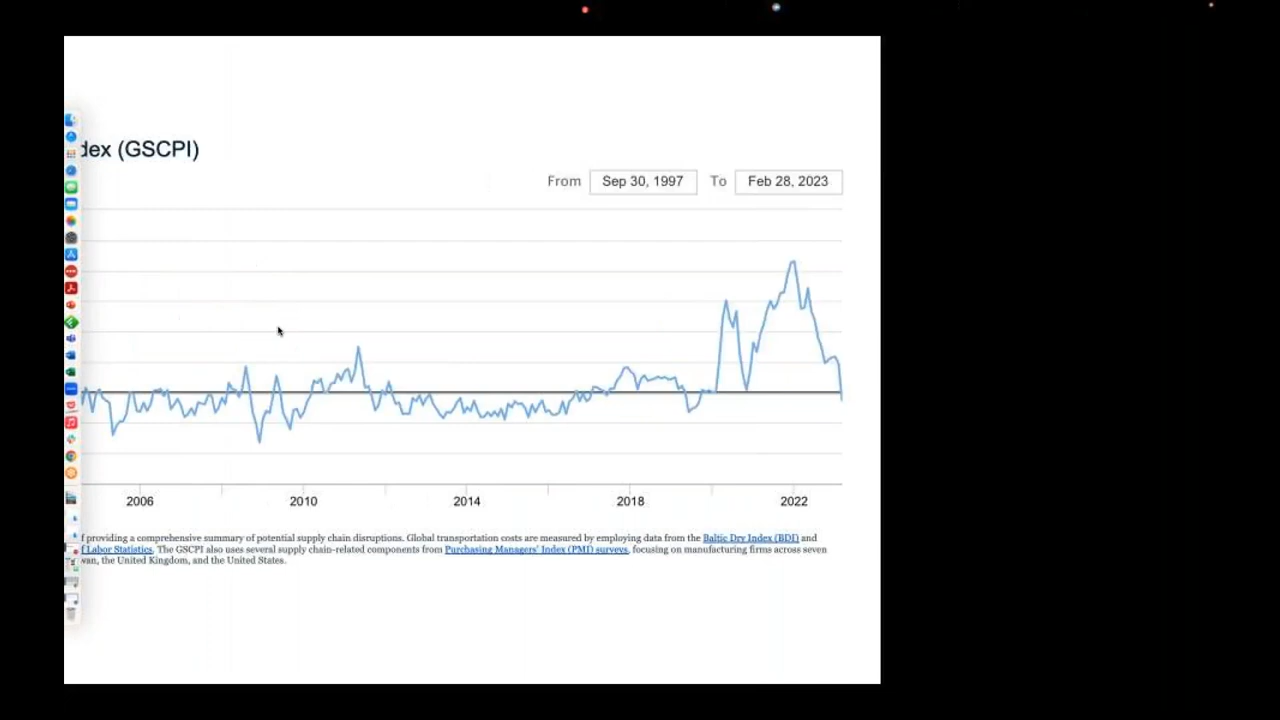 dex (GSCPI)
From Sep 30, 1997 To Feb 28, 2023
2006 2010 2014 2018 2022
f providing a comprehensive summary of potential supply chain disruptions. Global transportation costs are measured by employing data from the Baltic Dry Index (BDI) and
f Labor Statistics. The GSCPI also uses several supply chain-related components from Purchasing Managers' Index (PMI) surveys, focusing on manufacturing firms across seven
wan, the United Kingdom, and the United States.